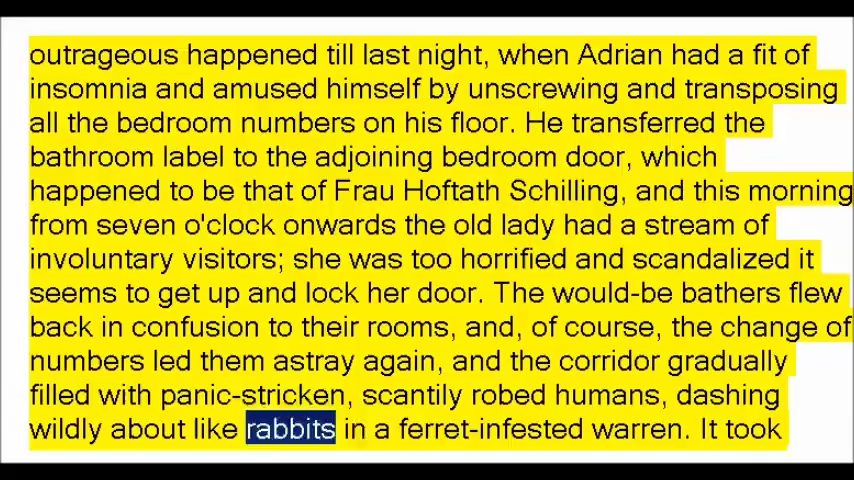 outrageous happened till last night, when Adrian had a fit of
insomnia and amused himself by unscrewing and transposing
all the bedroom numbers on his floor. He transferred the
bathroom label to the adjoining bedroom door, which
happened to be that of Frau Hoftath Schilling, and this morning
from seven o'clock onwards the old lady had a stream of
involuntary visitors; she was too horrified and scandalized it
seems to get up and lock her door. The would-be bathers flew
back in confusion to their rooms, and, of course, the change of
numbers led them astray again, and the corridor gradually
filled with panic-stricken, scantily robed humans, dashing
wildly about like rabbits in a ferret-infested warren. It took